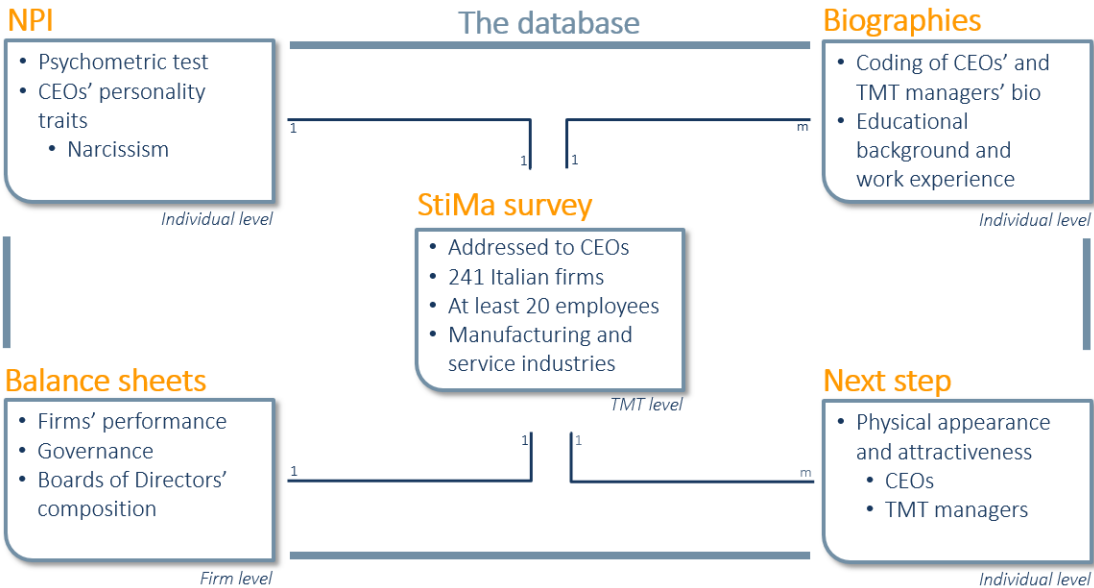 The database
NPI
• Psychometric test
• CEOs' personality
traits
• Narcissism
Individual level
Biographies
• Coding of CEOs' and
TMT managers' bio
• Educational
background and
work experience
Individual level
1
1
1
m
StiMa survey
• Addressed to CEOs
• 241 Italian firms
• At least 20 employees
• Manufacturing and
service industries
TMT level
Balance sheets
• Firms' performance
• Governance
• Boards of Directors'
composition
Firm level
1
1
1
m
Next step
• Physical appearance
and attractiveness
• CEOs
• TMT managers
Individual level